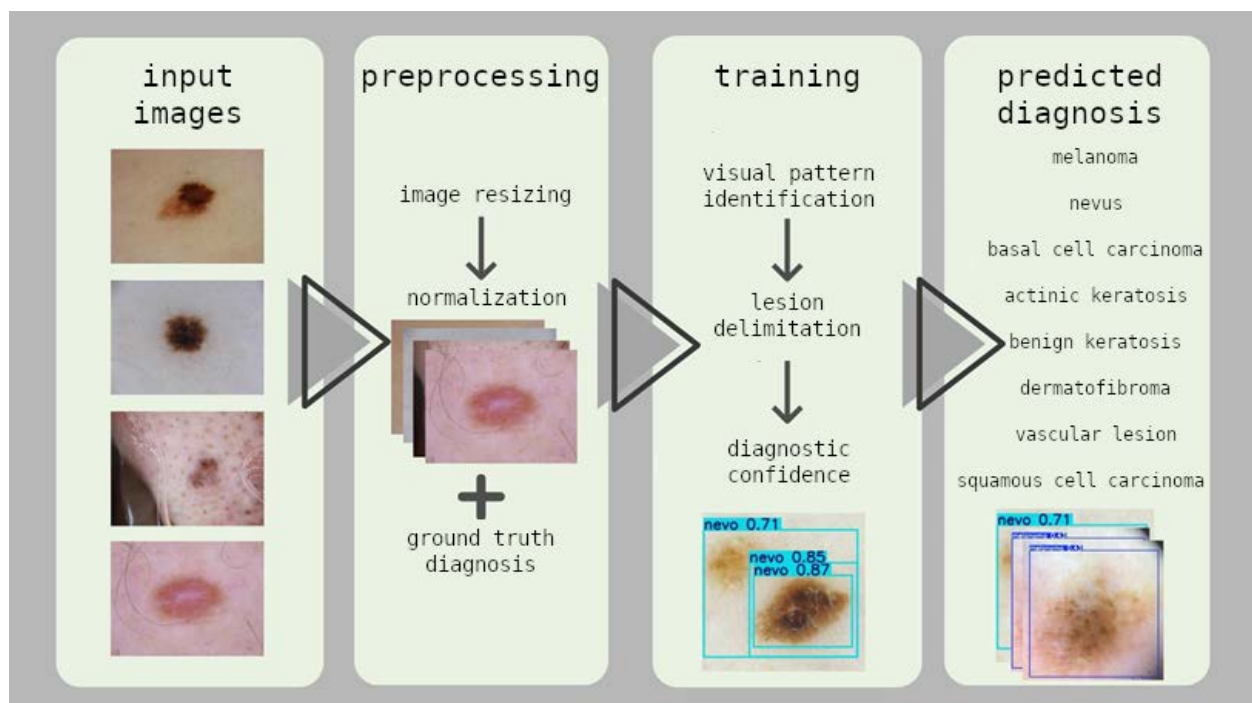 input
images
preprocessing
image resizing
normalization
ground truth
diagnosis
training
visual pattern
identification
lesion
delimitation
diagnostic
confidence
nevo 0.71
nevo 0.85
nevo 0.87
predicted
diagnosis
melanoma
nevus
basal cell carcinoma
actinic keratosis
benign keratosis
dermatofibroma
vascular lesion
squamous cell carcinoma
nevo 0.71